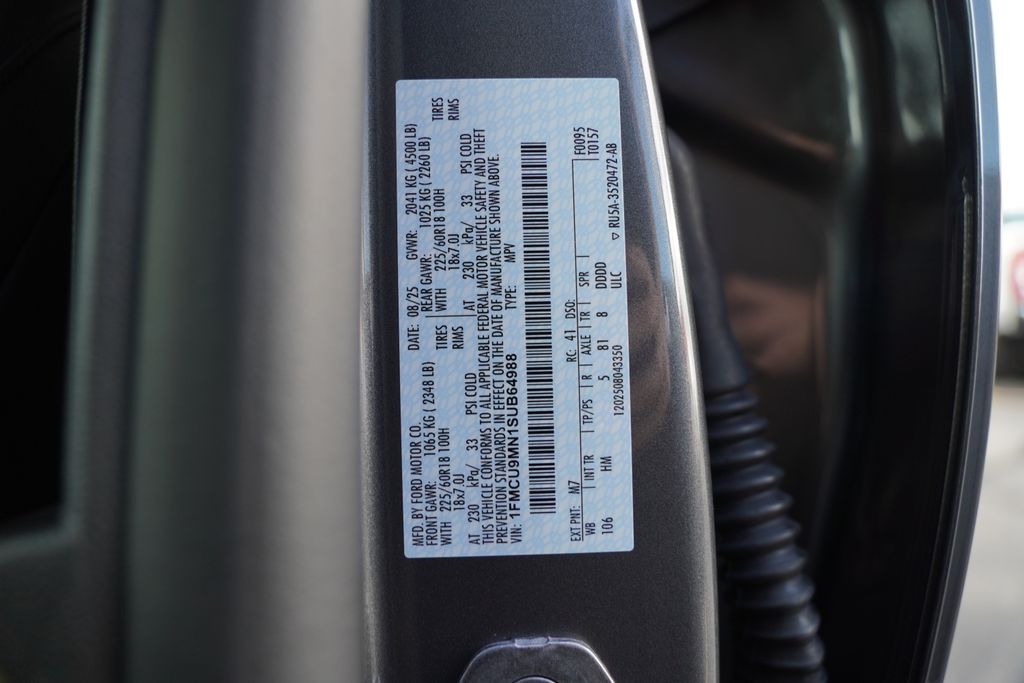 MFD. BY FORD MOTOR CO. DATE: 08/25 GVWR: 2041 KG ( 4500 LB)
FRONT GAWR: 1065 KG ( 2348 LB) REAR GAWR: 1025 KG ( 2260 LB)
WITH 225/60R18 100H TIRES WITH 225/60R18 100H TIRES
18x7.0J RIMS 18x7.0J RIMS
AT 230 kPa/ 33 PSI COLD AT 230 kPa/ 33 PSI COLD
THIS VEHICLE CONFORMS TO ALL APPLICABLE FEDERAL MOTOR VEHICLE SAFETY AND THEFT
PREVENTION STANDARDS IN EFFECT ON THE DATE OF MANUFACTURE SHOWN ABOVE.
VIN: 1FMCU9MN1SUB64988 TYPE: MPV
EXT PNT: M7 RC: 41 DSO: F0095
WB INT TR TP/PS R AXLE TR SPR T0157
106 HM 5 81 8 DDDD
1202508043350 ULC ▽ RU5A-3520472-AB